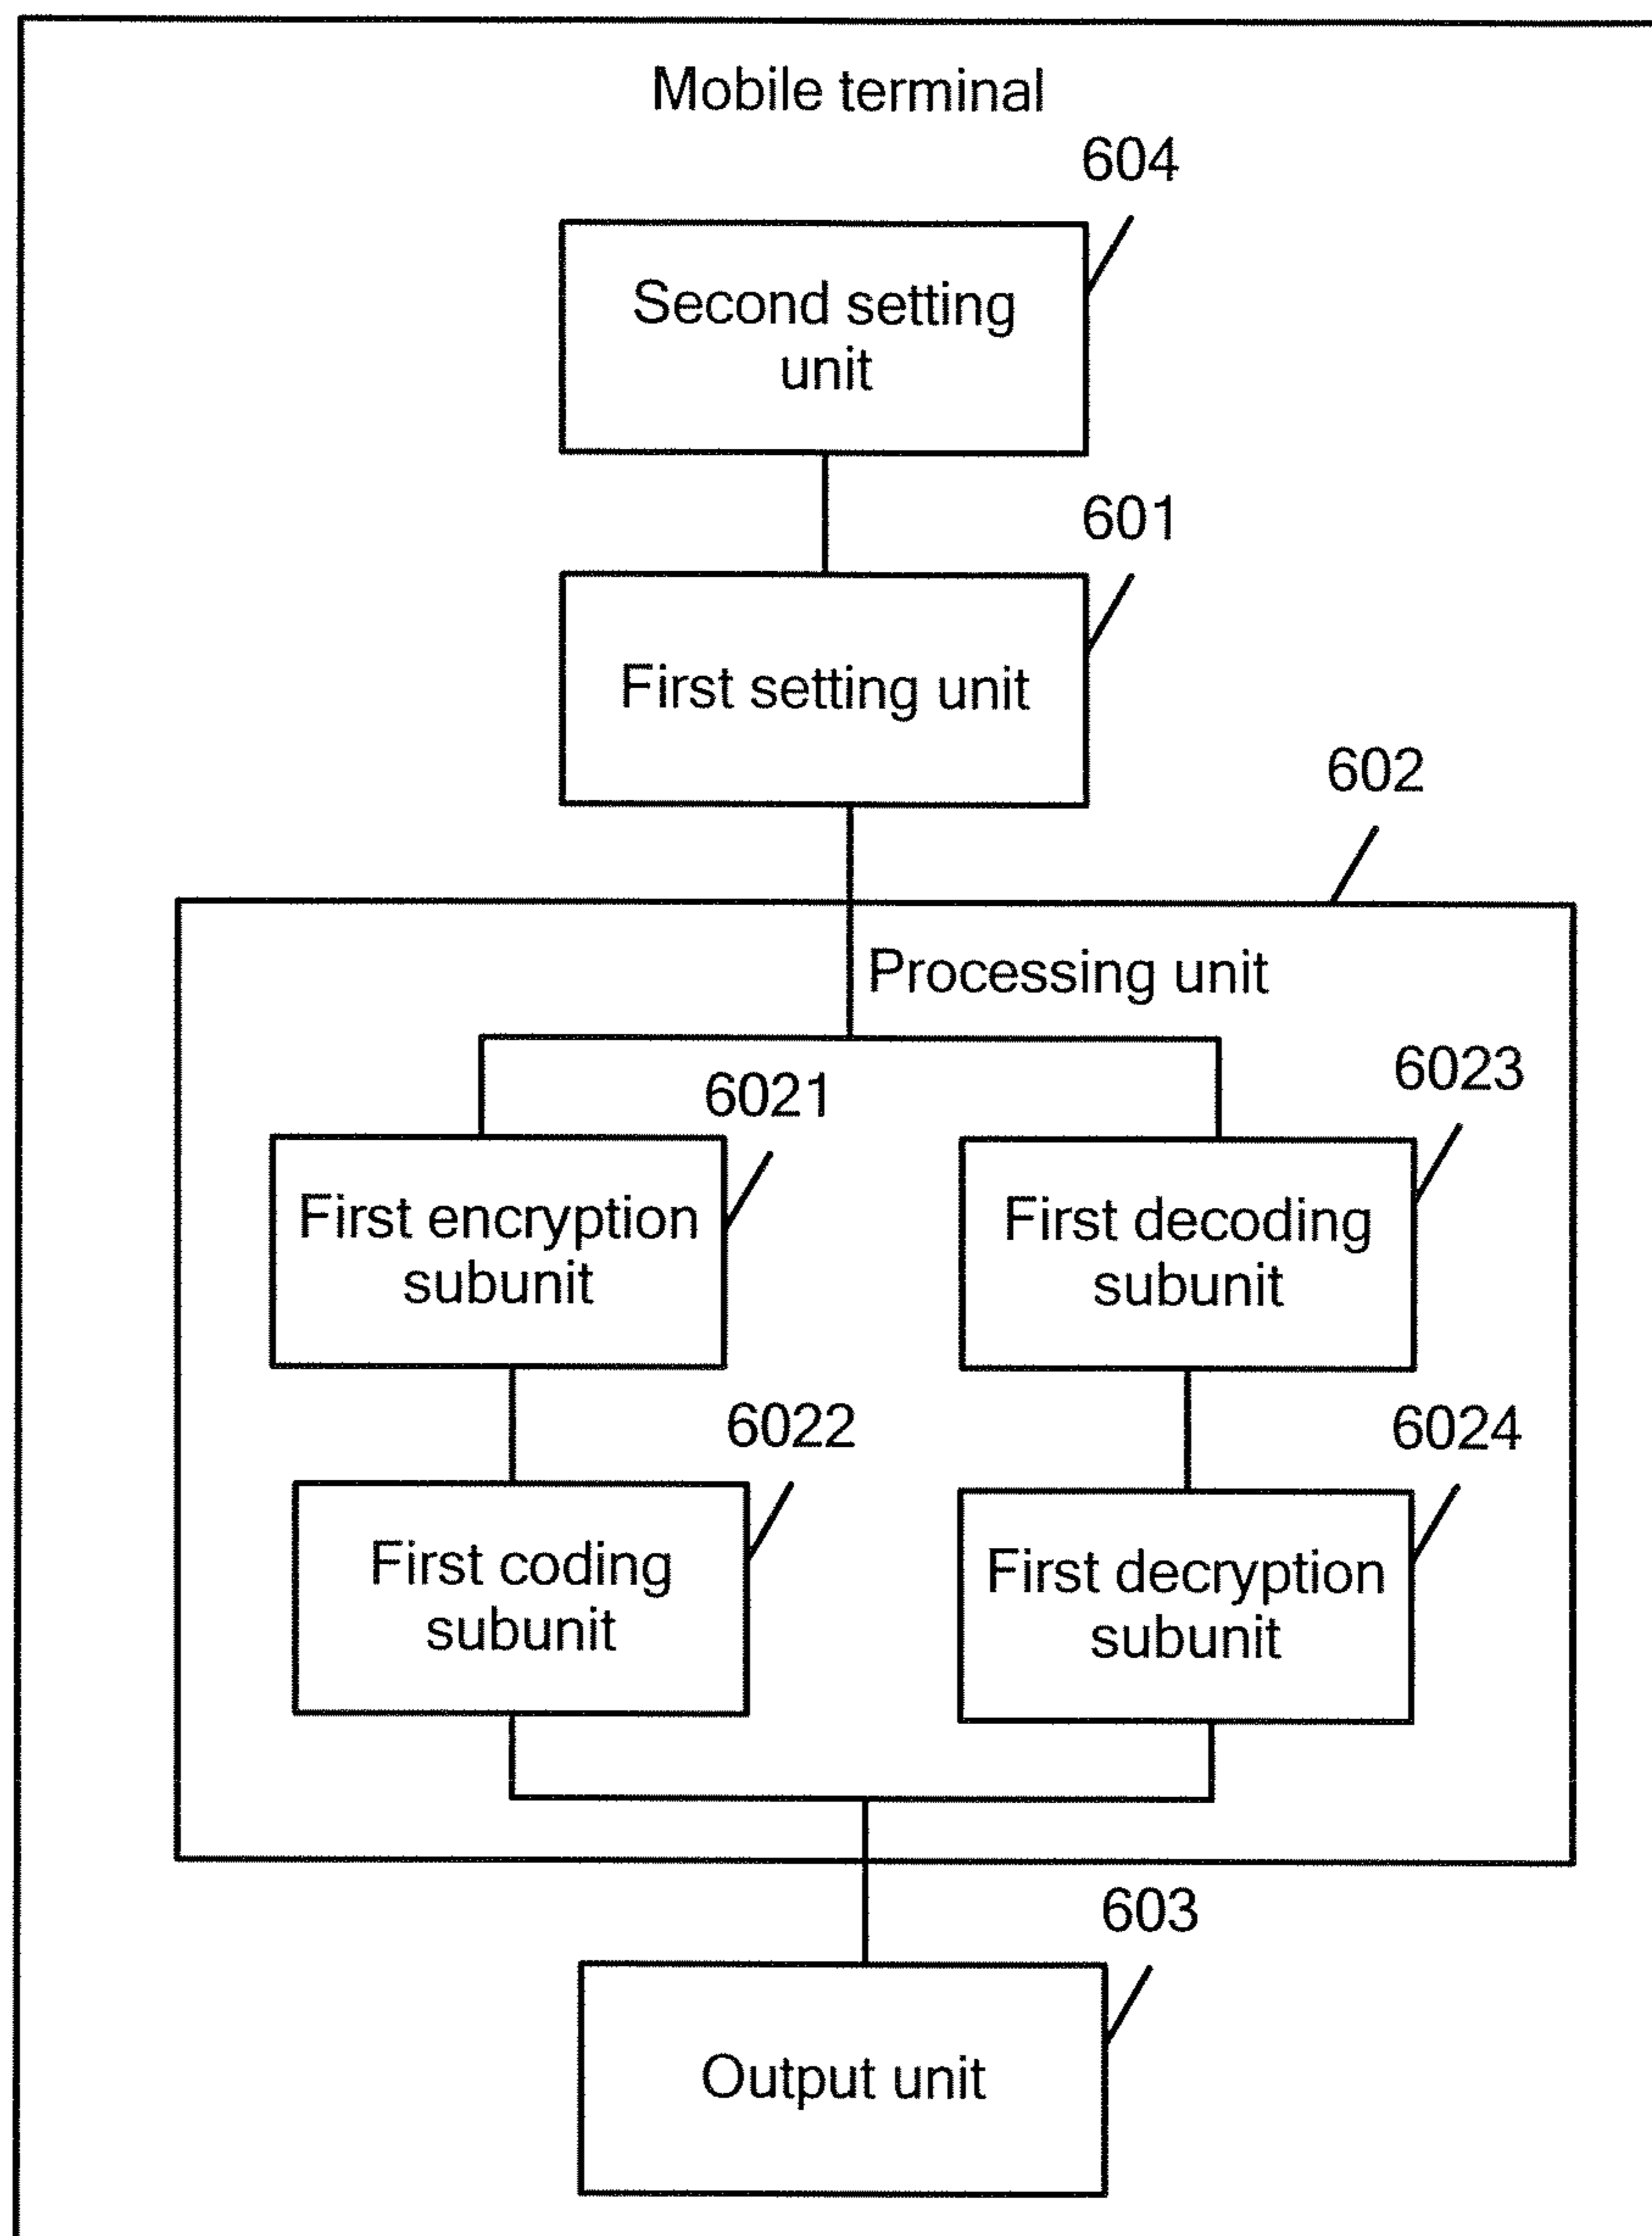 Mobile terminal
604
Second setting
unit
601
First setting unit
602
Processing unit
6021
6023
First encryption
subunit
First decoding
subunit
6022
6024
First coding
subunit
First decryption
subunit
603
Output unit